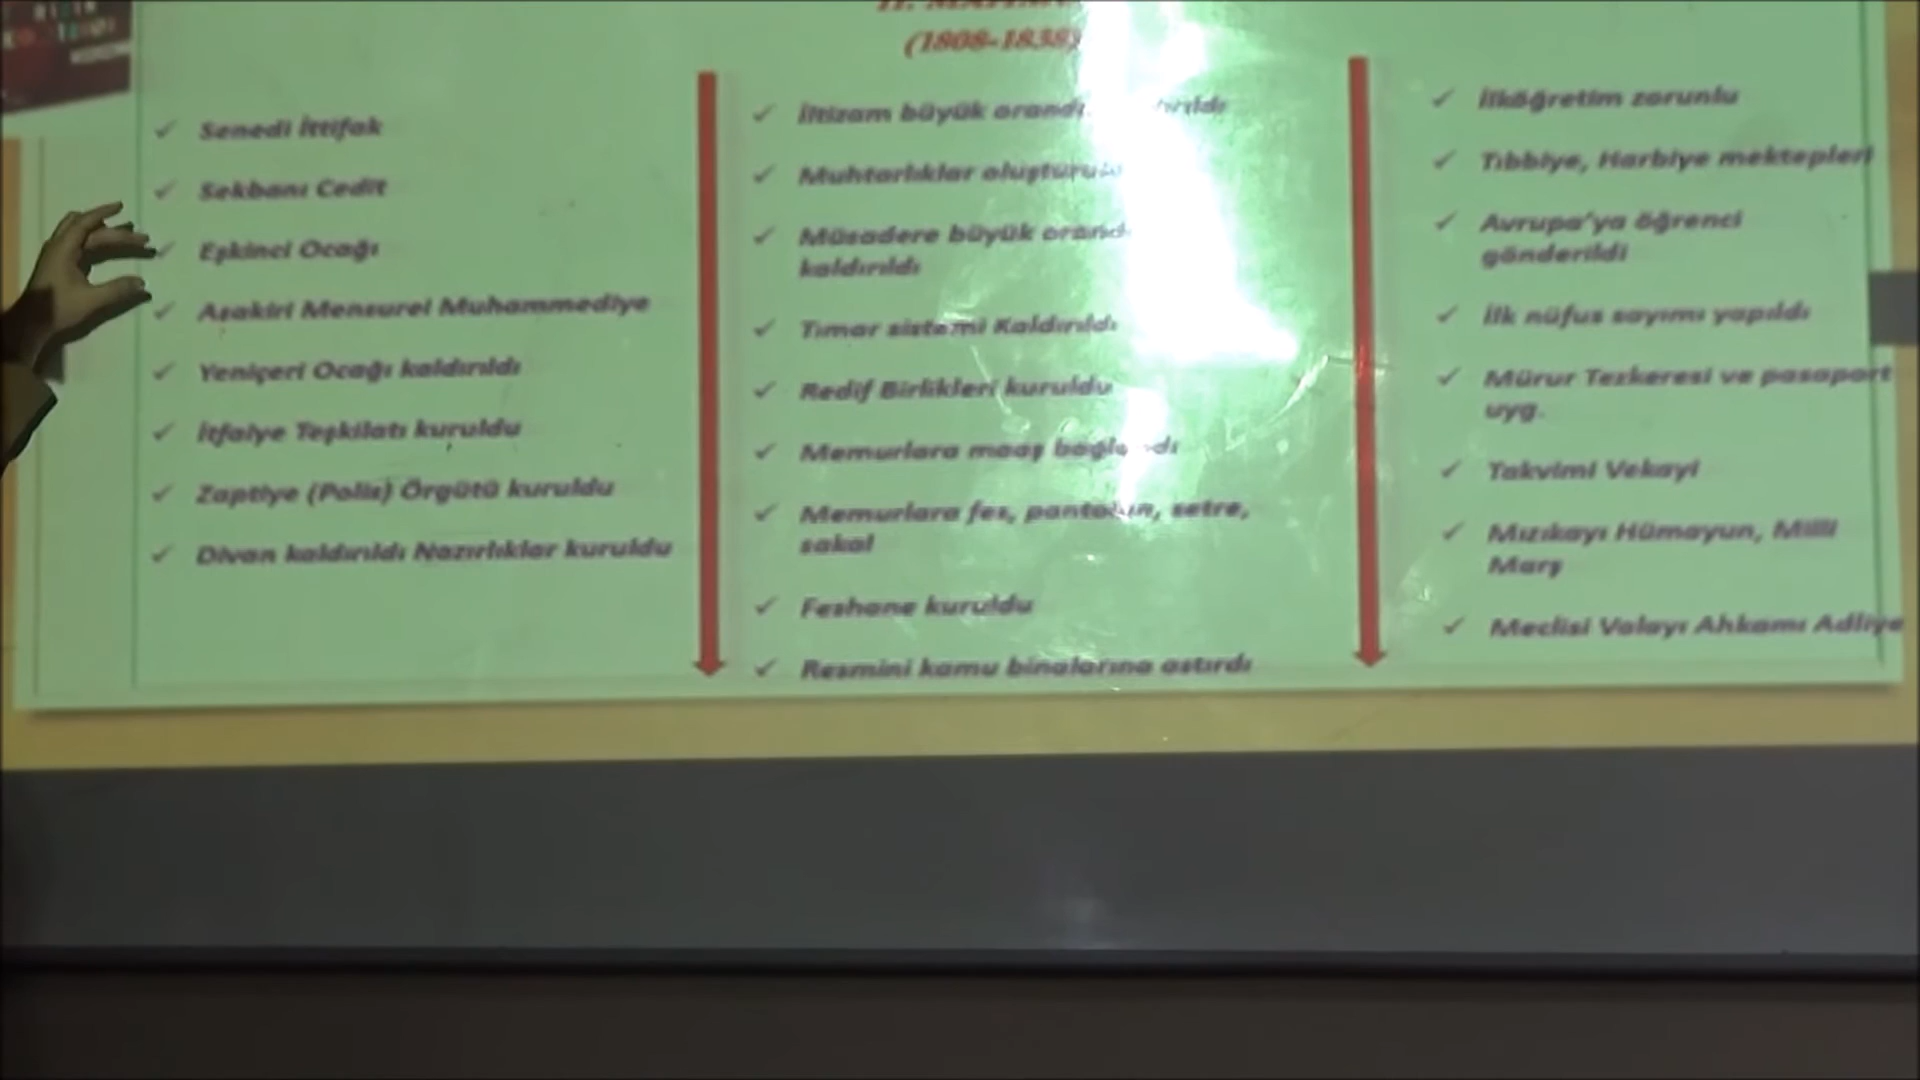 (1808-1838)
Senedi İttifak
Sekbanı Cedit
Eşkinci Ocağı
Asakiri Mensurei Muhammediye
Yeniçeri Ocağı kaldırıldı
İtfaiye Teşkilatı kuruldu
Zaptiye (Polis) Örgütü kuruldu
Divan kaldırıldı Nazırlıklar kuruldu
İltizam büyük
Muhtarlıklar
Müsadere büyük
kaldırıldı
Tımar sistemi Kaldırıldı
Redif Birlikleri kuruldu
Memurlara maaş
Memurlara fes, pantolon, setre,
sakal
Feshane kuruldu
Resmini kamu binalarına astırdı
İlköğretim zorunlu
Tıbbiye, Harbiye mektepleri
Avrupa'ya öğrenci
gönderildi
İlk nüfus sayımı yapıldı
Mürur Tezkeresi ve pasaport
uyg.
Takvimi Vekayi
Mızıkayı Hümayun, Milli
Marş
Meclisi Valayı Ahkamı Adliye